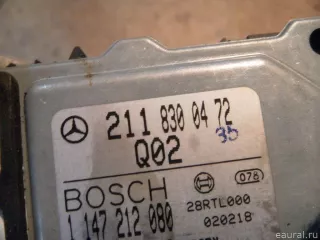 211 830 04 72
35
Q02
BOSCH
078
28RTL000
1 147 212 080
020218
eaural.ru